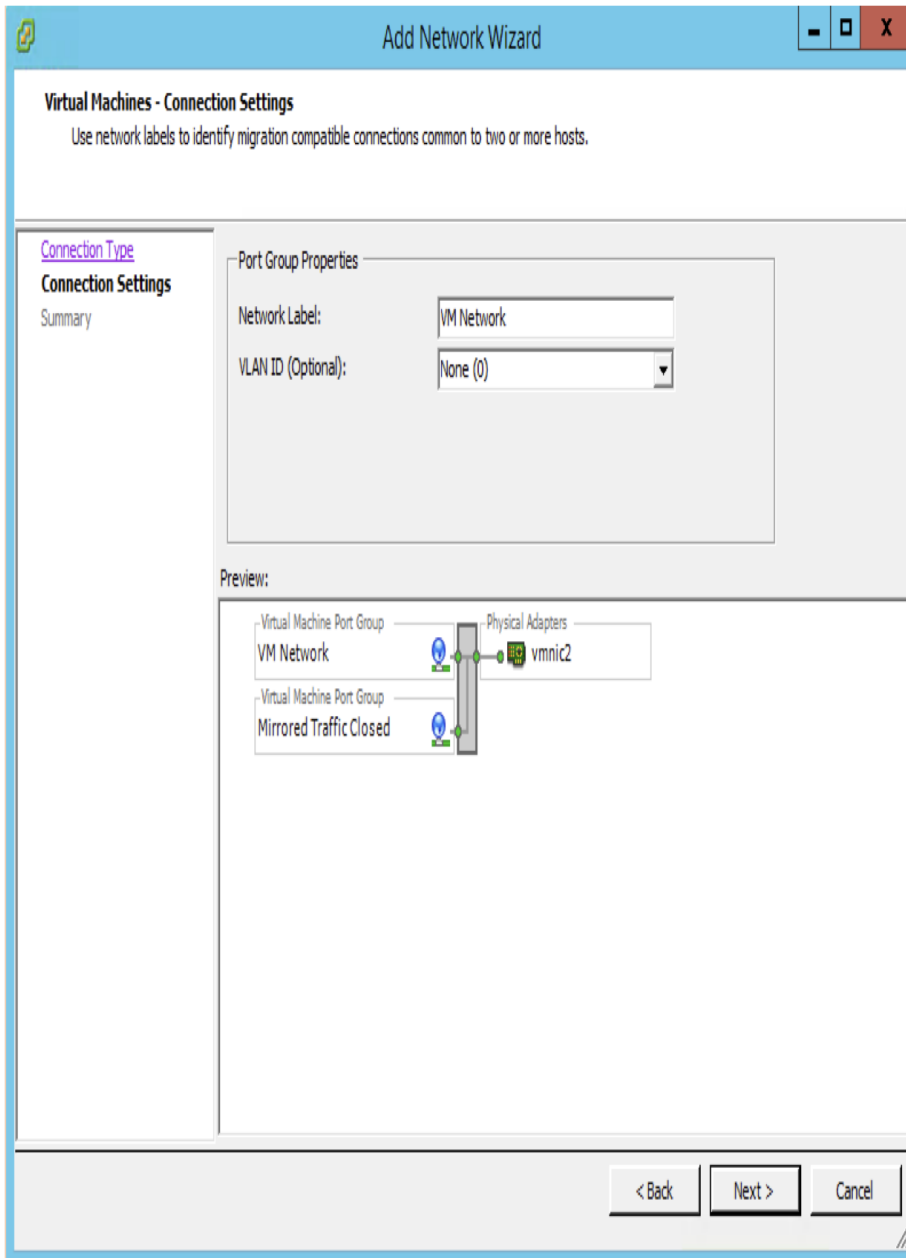 Add Network Wizard
X
Virtual Machines - Connection Settings
Use network labels to identify migration compatible connections common to two or more hosts.
Connection Type
Connection Settings
Summary
Port Group Properties
Network Label:
VM Network
VLAN ID (Optional):
None (0)
Preview:
Virtual Machine Port Group
VM Network
Physical Adapters
vmnic2
Virtual Machine Port Group
Mirrored Traffic Closed
< Back
Next >
Cancel